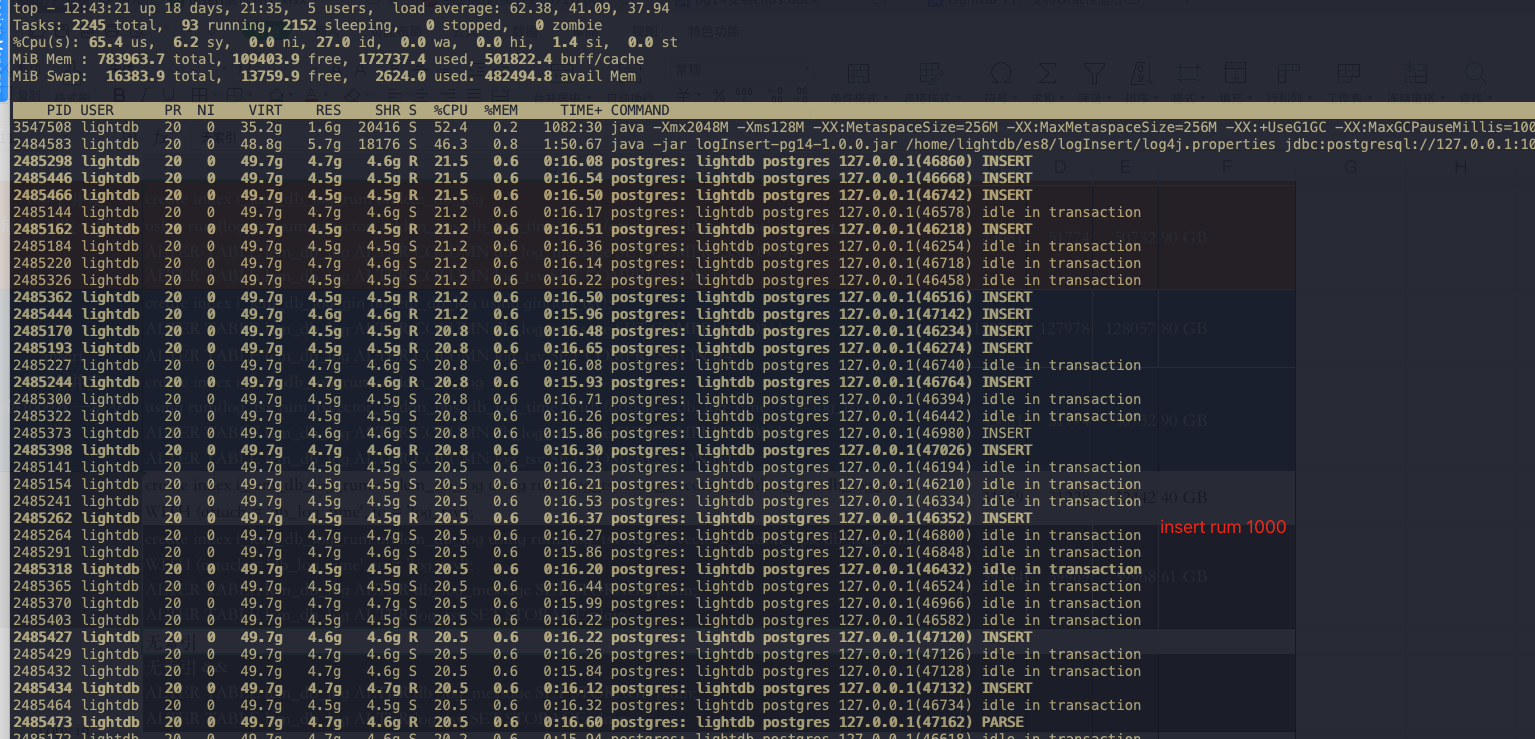 top - 12:43:21 up 18 days, 21:35,  5 users,  load average: 62.38, 41.09, 37.94
Tasks: 2245 total,  93 running, 2152 sleeping,   0 stopped,   0 zombie
%Cpu(s): 65.4 us,  6.2 sy,  0.0 ni, 27.0 id,  0.0 wa,  0.0 hi,  1.4 si,  0.0 st
MiB Mem : 783963.7 total, 109403.9 free, 172737.4 used, 501822.4 buff/cache
MiB Swap:  16383.9 total,  13759.9 free,   2624.0 used. 482494.8 avail Mem
PID USER PR NI VIRT RES SHR S %CPU %MEM TIME+ COMMAND
3547508 lightdb 20 0 35.2g 1.6g 20416 S 52.4 0.2 1082:30 java -Xmx2048M -Xms128M -XX:MetaspaceSize=256M -XX:MaxMetaspaceSize=256M -XX:+UseG1GC -XX:MaxGCPauseMillis=100
2484583 lightdb 20 0 48.8g 5.7g 18176 S 46.3 0.8 1:50.67 java -jar logInsert-pg14-1.0.0.jar /home/lightdb/es8/logInsert/log4j.properties jdbc:postgresql://127.0.0.1:10
2485298 lightdb 20 0 49.7g 4.7g 4.6g R 21.5 0.6 0:16.08 postgres: lightdb postgres 127.0.0.1(46860) INSERT
2485446 lightdb 20 0 49.7g 4.5g 4.5g R 21.5 0.6 0:16.54 postgres: lightdb postgres 127.0.0.1(46668) INSERT
2485466 lightdb 20 0 49.7g 4.5g 4.5g R 21.5 0.6 0:16.50 postgres: lightdb postgres 127.0.0.1(46742) INSERT
2485144 lightdb 20 0 49.7g 4.7g 4.6g S 21.2 0.6 0:16.17 postgres: lightdb postgres 127.0.0.1(46578) idle in transaction
2485162 lightdb 20 0 49.7g 4.5g 4.5g R 21.2 0.6 0:16.51 postgres: lightdb postgres 127.0.0.1(46218) INSERT
2485184 lightdb 20 0 49.7g 4.5g 4.5g S 21.2 0.6 0:16.36 postgres: lightdb postgres 127.0.0.1(46254) idle in transaction
2485220 lightdb 20 0 49.7g 4.7g 4.6g S 21.2 0.6 0:16.14 postgres: lightdb postgres 127.0.0.1(46718) idle in transaction
2485326 lightdb 20 0 49.7g 4.5g 4.5g S 21.2 0.6 0:16.22 postgres: lightdb postgres 127.0.0.1(46458) idle in transaction
2485362 lightdb 20 0 49.7g 4.5g 4.5g R 21.2 0.6 0:16.50 postgres: lightdb postgres 127.0.0.1(46516) INSERT
2485444 lightdb 20 0 49.7g 4.6g 4.6g R 21.2 0.6 0:15.96 postgres: lightdb postgres 127.0.0.1(47142) INSERT
2485170 lightdb 20 0 49.7g 4.5g 4.5g R 20.8 0.6 0:16.48 postgres: lightdb postgres 127.0.0.1(46234) INSERT
2485193 lightdb 20 0 49.7g 4.5g 4.5g R 20.8 0.6 0:16.65 postgres: lightdb postgres 127.0.0.1(46274) INSERT
2485227 lightdb 20 0 49.7g 4.7g 4.6g S 20.8 0.6 0:16.08 postgres: lightdb postgres 127.0.0.1(46740) idle in transaction
2485244 lightdb 20 0 49.7g 4.7g 4.6g R 20.8 0.6 0:15.93 postgres: lightdb postgres 127.0.0.1(46764) INSERT
2485300 lightdb 20 0 49.7g 4.5g 4.5g S 20.8 0.6 0:16.71 postgres: lightdb postgres 127.0.0.1(46394) idle in transaction
2485322 lightdb 20 0 49.7g 4.5g 4.5g S 20.8 0.6 0:16.26 postgres: lightdb postgres 127.0.0.1(46442) idle in transaction
2485373 lightdb 20 0 49.7g 4.6g 4.6g S 20.8 0.6 0:15.86 postgres: lightdb postgres 127.0.0.1(46980) INSERT
2485398 lightdb 20 0 49.7g 4.7g 4.6g R 20.8 0.6 0:16.30 postgres: lightdb postgres 127.0.0.1(47026) INSERT
2485141 lightdb 20 0 49.7g 4.5g 4.5g S 20.5 0.6 0:16.23 postgres: lightdb postgres 127.0.0.1(46194) idle in transaction
2485154 lightdb 20 0 49.7g 4.5g 4.5g S 20.5 0.6 0:16.21 postgres: lightdb postgres 127.0.0.1(46210) idle in transaction
2485241 lightdb 20 0 49.7g 4.5g 4.5g S 20.5 0.6 0:16.53 postgres: lightdb postgres 127.0.0.1(46334) idle in transaction
2485262 lightdb 20 0 49.7g 4.5g 4.5g R 20.5 0.6 0:16.37 postgres: lightdb postgres 127.0.0.1(46352) INSERT
insert rum 1000
2485264 lightdb 20 0 49.7g 4.7g 4.7g S 20.5 0.6 0:16.27 postgres: lightdb postgres 127.0.0.1(46800) idle in transaction
2485291 lightdb 20 0 49.7g 4.7g 4.6g S 20.5 0.6 0:15.86 postgres: lightdb postgres 127.0.0.1(46848) idle in transaction
2485318 lightdb 20 0 49.7g 4.5g 4.5g R 20.5 0.6 0:16.20 postgres: lightdb postgres 127.0.0.1(46432) idle in transaction
2485365 lightdb 20 0 49.7g 4.5g 4.5g S 20.5 0.6 0:16.44 postgres: lightdb postgres 127.0.0.1(46524) idle in transaction
2485370 lightdb 20 0 49.7g 4.7g 4.7g S 20.5 0.6 0:15.99 postgres: lightdb postgres 127.0.0.1(46966) idle in transaction
2485403 lightdb 20 0 49.7g 4.5g 4.5g S 20.5 0.6 0:16.22 postgres: lightdb postgres 127.0.0.1(46582) idle in transaction
2485427 lightdb 20 0 49.7g 4.6g 4.6g R 20.5 0.6 0:16.22 postgres: lightdb postgres 127.0.0.1(47120) INSERT
2485429 lightdb 20 0 49.7g 4.7g 4.6g S 20.5 0.6 0:16.26 postgres: lightdb postgres 127.0.0.1(47126) idle in transaction
2485432 lightdb 20 0 49.7g 4.7g 4.6g S 20.5 0.6 0:15.84 postgres: lightdb postgres 127.0.0.1(47128) idle in transaction
2485434 lightdb 20 0 49.7g 4.7g 4.7g R 20.5 0.6 0:16.12 postgres: lightdb postgres 127.0.0.1(47132) INSERT
2485464 lightdb 20 0 49.7g 4.5g 4.5g S 20.5 0.6 0:16.32 postgres: lightdb postgres 127.0.0.1(46734) idle in transaction
2485473 lightdb 20 0 49.7g 4.7g 4.6g R 20.5 0.6 0:16.60 postgres: lightdb postgres 127.0.0.1(47162) PARSE